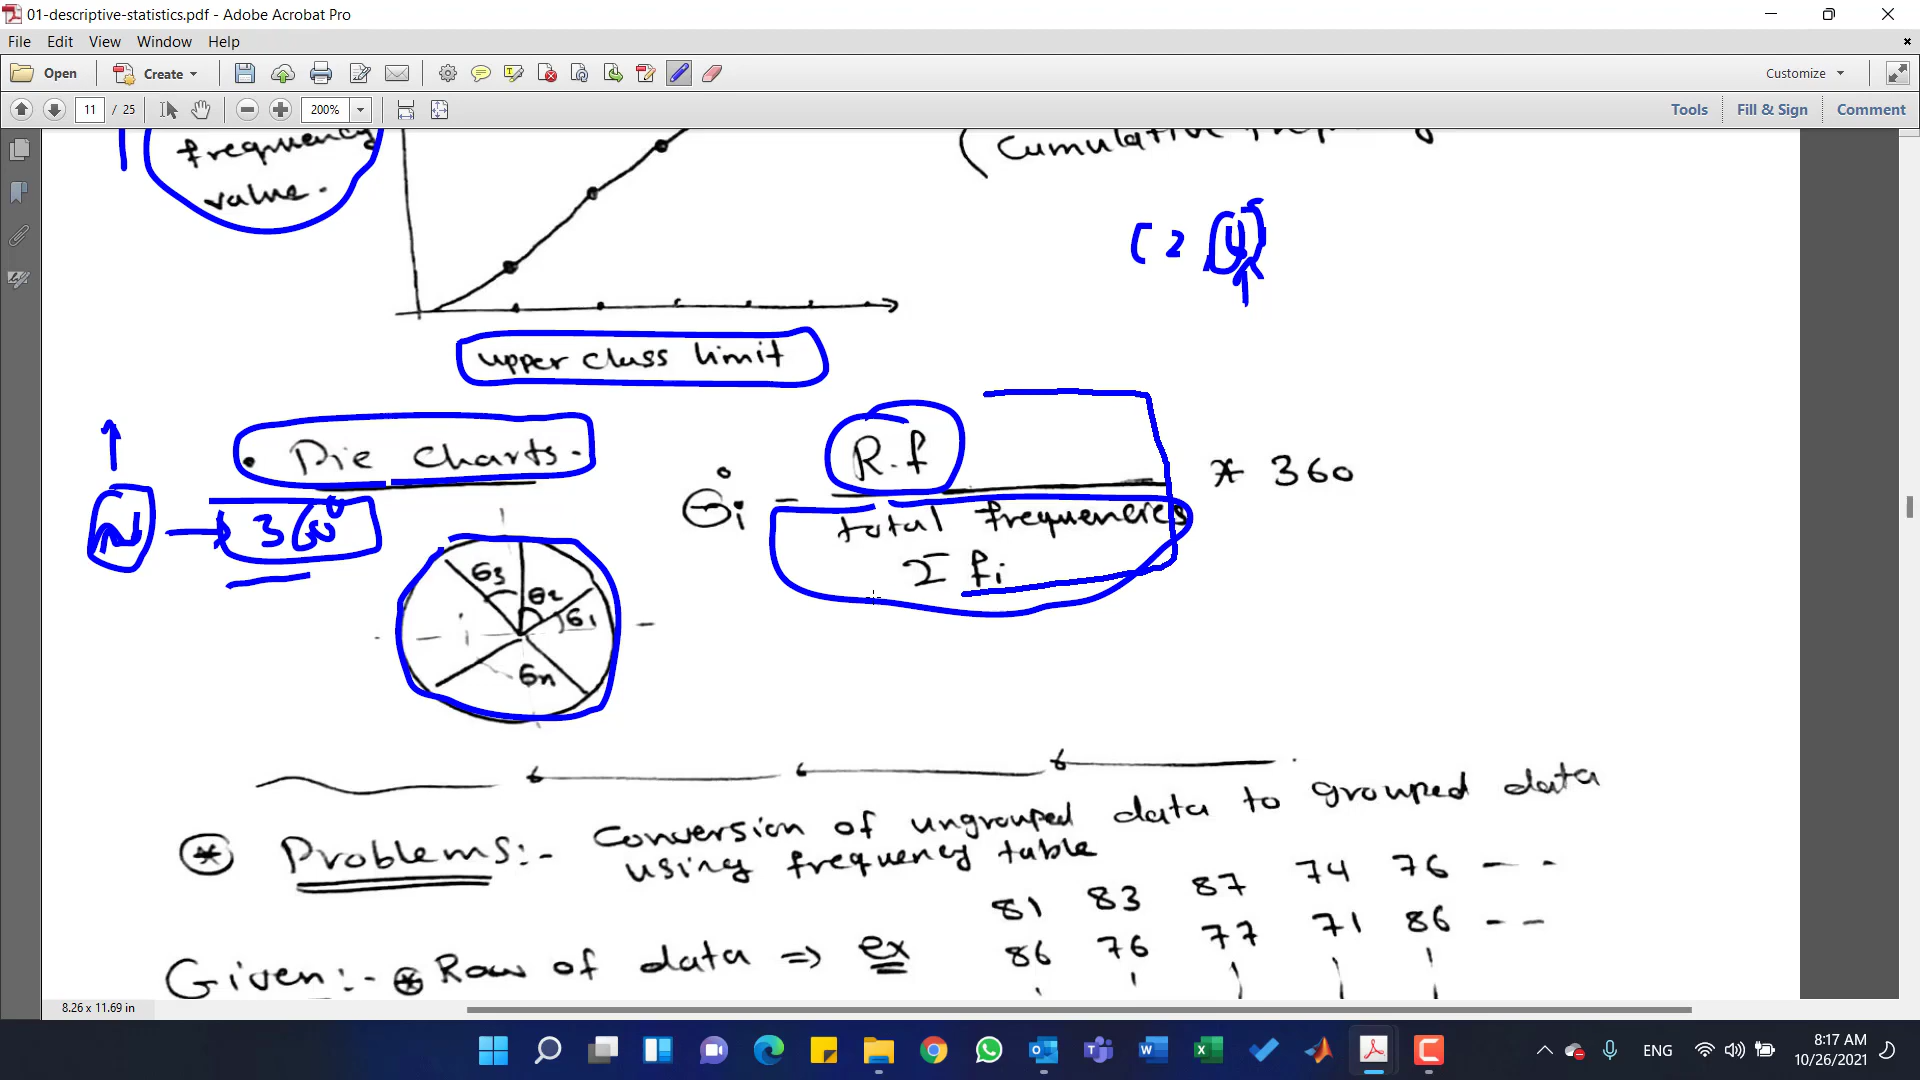 01-descriptive-statistics.pdf - Adobe Acrobat Pro
File Edit View Window Help
Open Create Customize
11 / 25 200% Tools Fill & Sign Comment
frequency
value.
(Cumulative frequency
upper class limit
N → 360°
• Pie charts.
θi° = R.f / total frequencies * 360
Σ fi
θ3 θ2 θ1
θn
* Problems:- Conversion of ungrouped data to grouped data
using frequency table
81 83 87 74 76 - -
Given:- * Row of data => ex 86 76 77 71 86 - -
8.26 x 11.69 in
ENG
8:17 AM
10/26/2021